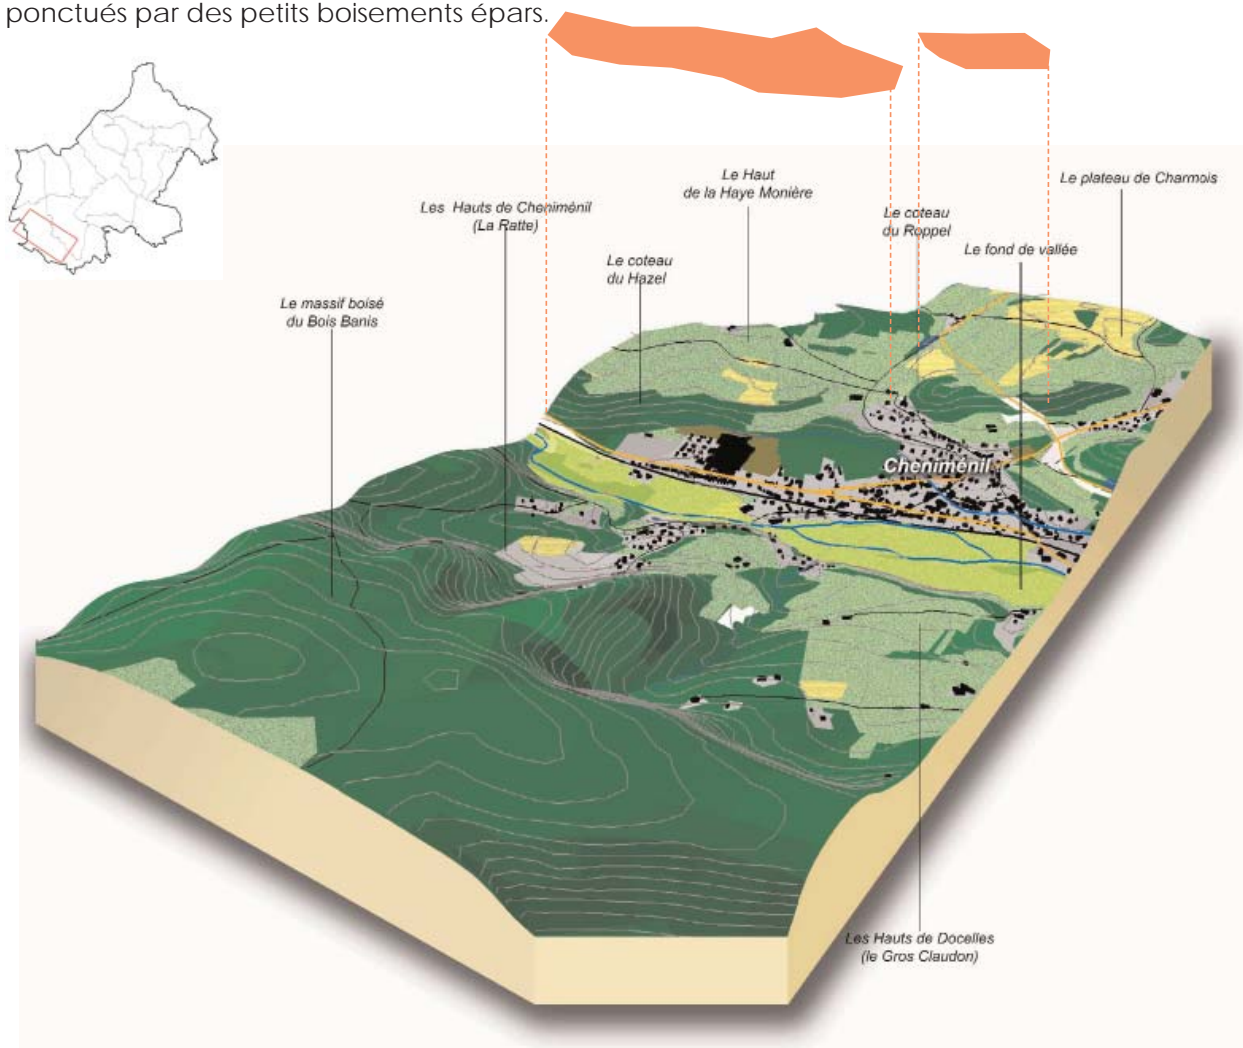 ponctués par des petits boisements épars.
Le Haut
de la Haye Monière
Le plateau de Charmois
Les Hauts de Cheniménil
(La Ratte)
Le coteau
du Roppel
Le fond de vallée
Le coteau
du Hazel
Le massif boisé
du Bois Banis
Cheniménil
Les Hauts de Docelles
(le Gros Claudon)